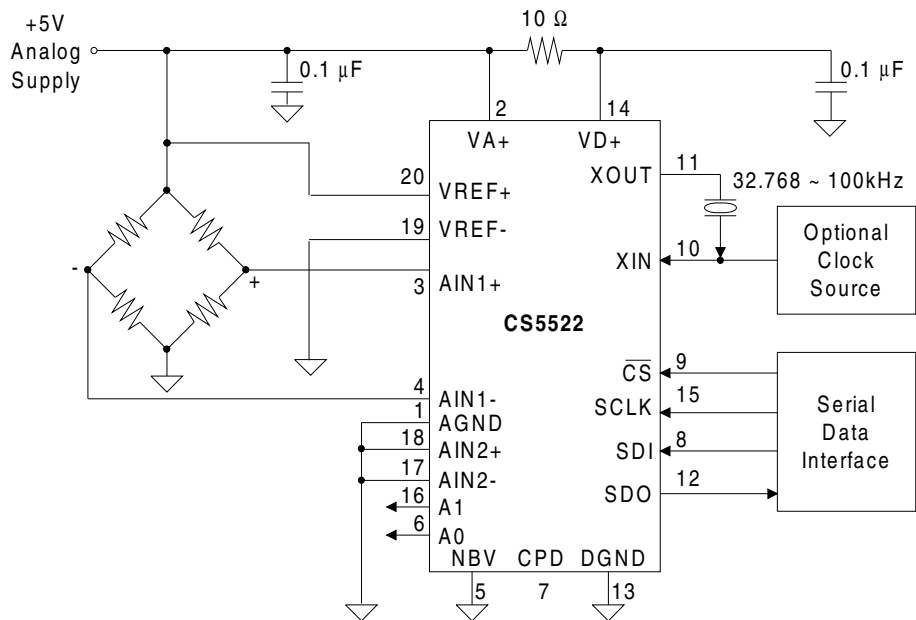 +5V
Analog
Supply
10 Ω
0.1 µF
0.1 µF
2
14
VA+
VD+
20
VREF+
19
VREF-
3
AIN1+
-
+
11
XOUT
32.768 ~ 100kHz
10
XIN
Optional
Clock
Source
CS5522
4
AIN1-
1
AGND
18
AIN2+
17
AIN2-
16
A1
6
A0
9
CS
15
SCLK
8
SDI
12
SDO
Serial
Data
Interface
NBV
CPD
DGND
5
7
13